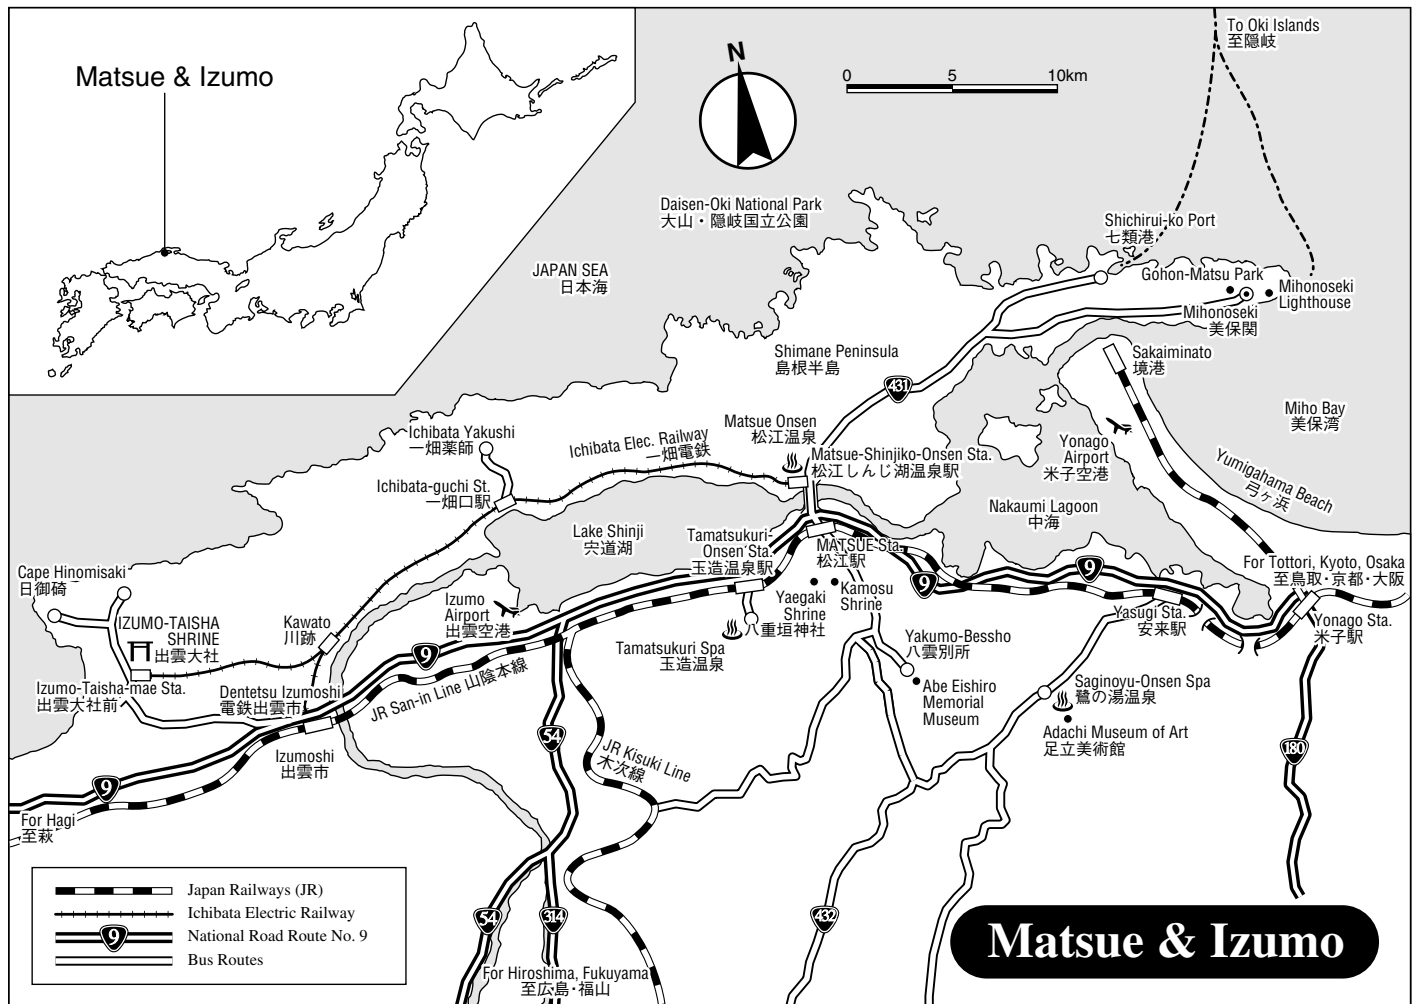 Matsue & Izumo
N
0 5 10km
To Oki Islands
至隠岐
Daisen-Oki National Park
大山・隠岐国立公園
JAPAN SEA
日本海
Shichirui-ko Port
七類港
Gohon-Matsu Park
Mihonoseki
Lighthouse
Mihonoseki
美保関
Shimane Peninsula
島根半島
Sakaiminato
境港
431
Miho Bay
美保湾
Matsue Onsen
松江温泉
Ichibata Yakushi
一畑薬師
Ichibata Elec. Railway
一畑電鉄
Matsue-Shinjiko-Onsen Sta.
松江しんじ湖温泉駅
Yonago
Airport
米子空港
Yumigahama Beach
弓ヶ浜
Ichibata-guchi St.
一畑口駅
Nakaumi Lagoon
中海
Lake Shinji
宍道湖
Tamatsukuri-
Onsen Sta.
玉造温泉駅
MATSUE Sta.
松江駅
For Tottori, Kyoto, Osaka
至鳥取・京都・大阪
Cape Hinomisaki
日御碕
9
9
Izumo
Airport
出雲空港
Yaegaki
Shrine
八重垣神社
Kamosu
Shrine
IZUMO-TAISHA
SHRINE
出雲大社
Kawato
川跡
Yasugi Sta.
安来駅
Yonago Sta.
米子駅
Tamatsukuri Spa
玉造温泉
Yakumo-Bessho
八雲別所
9
Izumo-Taisha-mae Sta.
出雲大社前
Dentetsu Izumoshi
電鉄出雲市
JR San-in Line 山陰本線
Abe Eishiro
Memorial
Museum
Saginoyu-Onsen Spa
鷺の湯温泉
Adachi Museum of Art
足立美術館
54
JR Kisuki Line
木次線
180
Izumoshi
出雲市
9
For Hagi
至萩
Japan Railways (JR)
Ichibata Electric Railway
9
National Road Route No. 9
Bus Routes
54
314
432
For Hiroshima, Fukuyama
至広島・福山
Matsue & Izumo